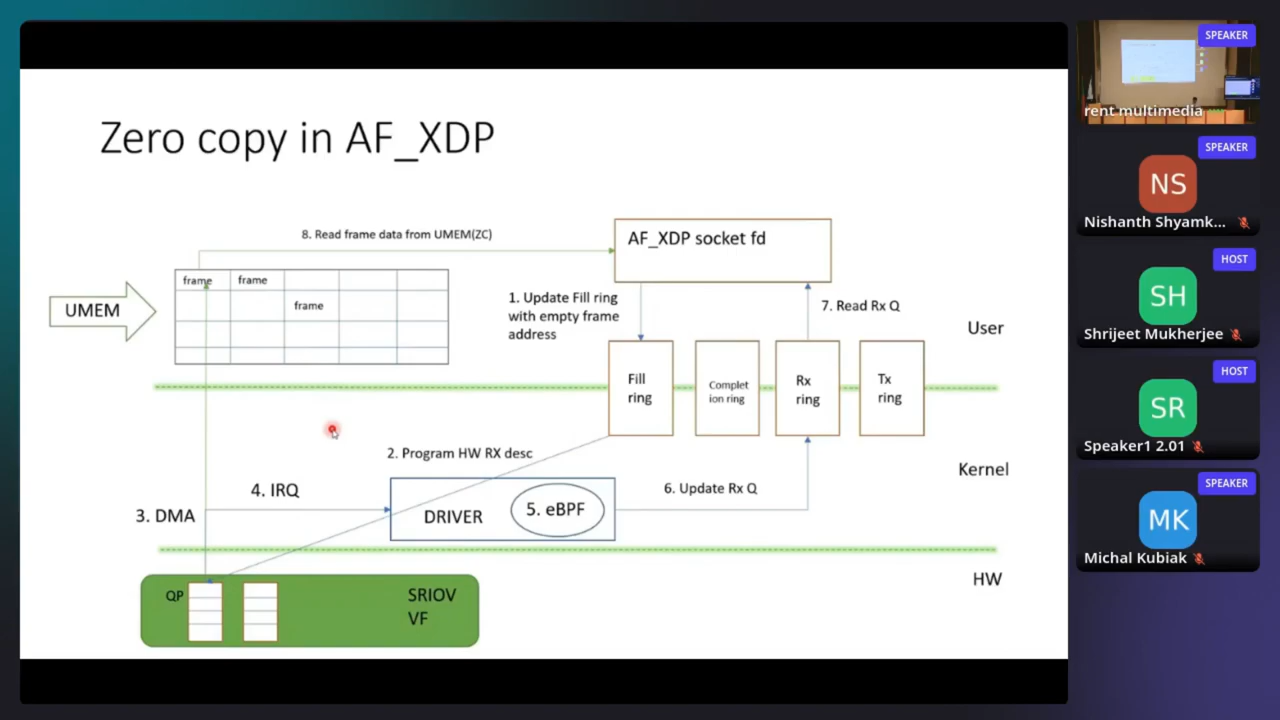 Zero copy in AF_XDP
8. Read frame data from UMEM(ZC)
AF_XDP socket fd
UMEM
frame
frame
frame
1. Update Fill ring
with empty frame
address
7. Read Rx Q
User
Fill
ring
Complet
ion ring
Rx
ring
Tx
ring
2. Program HW RX desc
Kernel
4. IRQ
3. DMA
DRIVER
5. eBPF
6. Update Rx Q
HW
QP
SRIOV
VF
SPEAKER
rent multimedia
SPEAKER
NS
Nishanth Shyamk...
HOST
SH
Shrijeet Mukherjee
HOST
SR
Speaker1 2.01
SPEAKER
MK
Michal Kubiak